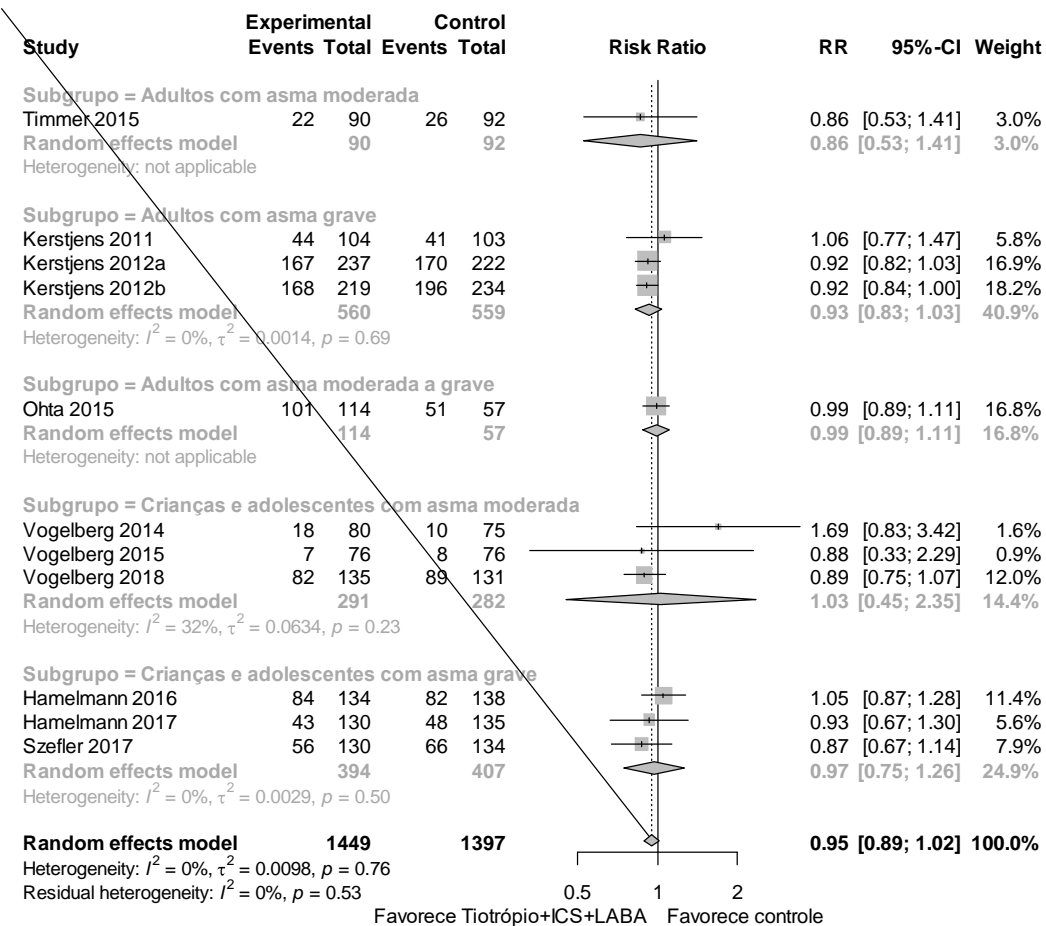 Experimental Control
Study Events Total Events Total Risk Ratio RR 95%-CI Weight
Subgrupo = Adultos com asma moderada
Timmer 2015 22 90 26 92 0.86 [0.53; 1.41] 3.0%
Random effects model 90 92 0.86 [0.53; 1.41] 3.0%
Heterogeneity: not applicable
Subgrupo = Adultos com asma grave
Kerstjens 2011 44 104 41 103 1.06 [0.77; 1.47] 5.8%
Kerstjens 2012a 167 237 170 222 0.92 [0.82; 1.03] 16.9%
Kerstjens 2012b 168 219 196 234 0.92 [0.84; 1.00] 18.2%
Random effects model 560 559 0.93 [0.83; 1.03] 40.9%
Heterogeneity: I² = 0%, τ² = 0.0014, p = 0.69
Subgrupo = Adultos com asma moderada a grave
Ohta 2015 101 114 51 57 0.99 [0.89; 1.11] 16.8%
Random effects model 114 57 0.99 [0.89; 1.11] 16.8%
Heterogeneity: not applicable
Subgrupo = Crianças e adolescentes com asma moderada
Vogelberg 2014 18 80 10 75 1.69 [0.83; 3.42] 1.6%
Vogelberg 2015 7 76 8 76 0.88 [0.33; 2.29] 0.9%
Vogelberg 2018 82 135 89 131 0.89 [0.75; 1.07] 12.0%
Random effects model 291 282 1.03 [0.45; 2.35] 14.4%
Heterogeneity: I² = 32%, τ² = 0.0634, p = 0.23
Subgrupo = Crianças e adolescentes com asma grave
Hamelmann 2016 84 134 82 138 1.05 [0.87; 1.28] 11.4%
Hamelmann 2017 43 130 48 135 0.93 [0.67; 1.30] 5.6%
Szefler 2017 56 130 66 134 0.87 [0.67; 1.14] 7.9%
Random effects model 394 407 0.97 [0.75; 1.26] 24.9%
Heterogeneity: I² = 0%, τ² = 0.0029, p = 0.50
Random effects model 1449 1397 0.95 [0.89; 1.02] 100.0%
Heterogeneity: I² = 0%, τ² = 0.0098, p = 0.76
Residual heterogeneity: I² = 0%, p = 0.53
0.5 1 2
Favorece Tiotrópio+ICS+LABA Favorece controle